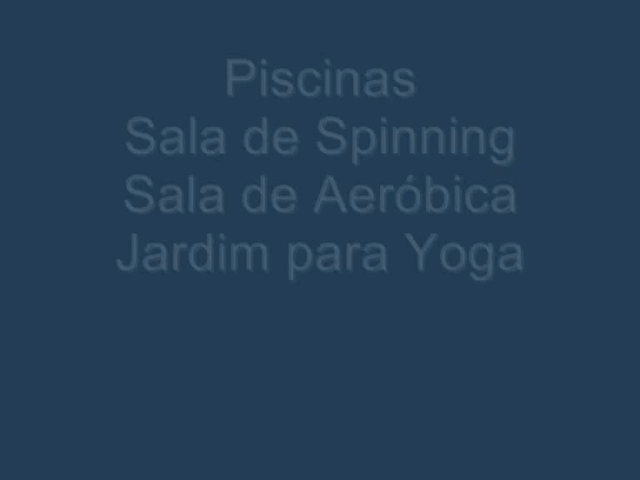 Piscinas
Sala de Spinning
Sala de Aeróbica
Jardim para Yoga